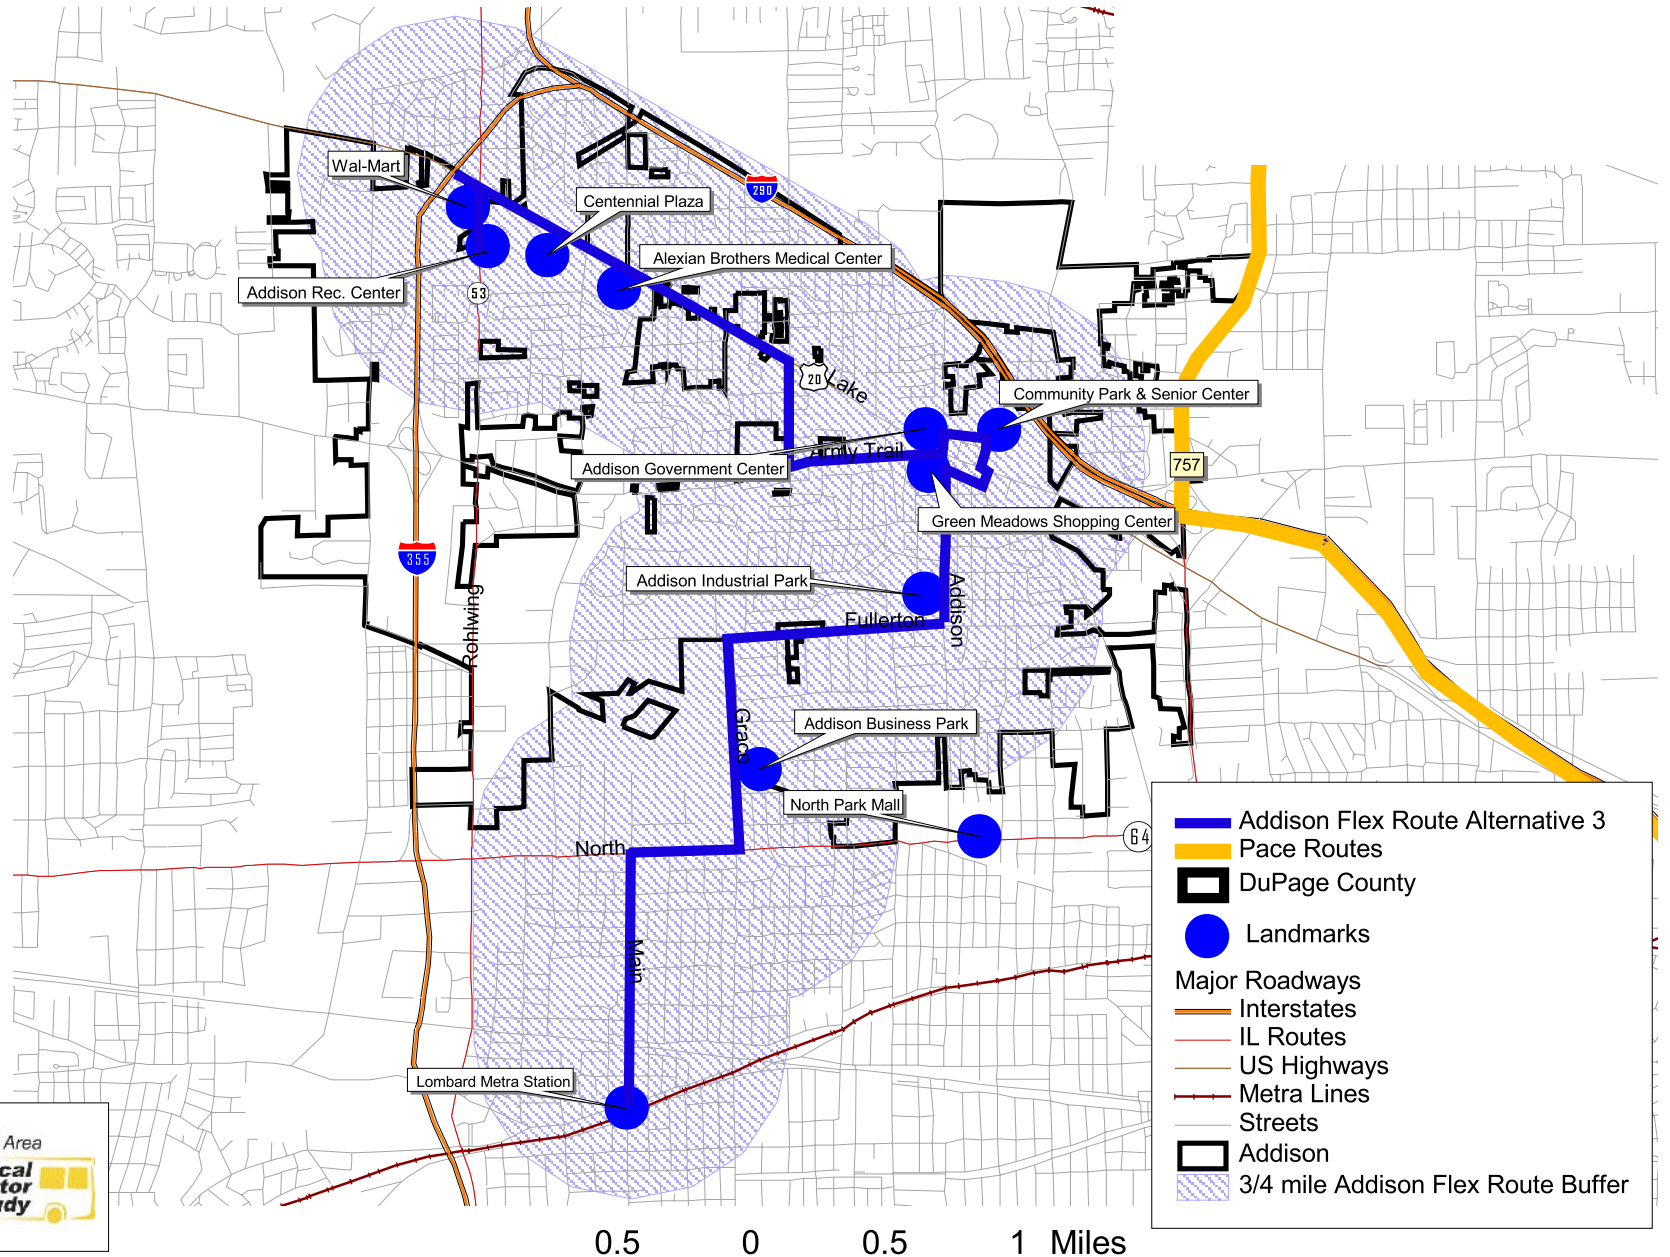 290
Wal-Mart
Centennial Plaza
Alexian Brothers Medical Center
Addison Rec. Center
53
20
Lake
Community Park & Senior Center
Army Trail
Addison Government Center
757
Green Meadows Shopping Center
355
Addison Industrial Park
Addison
Rohlwing
Fullerton
Grace
Addison Business Park
North Park Mall
64
North
Main
Lombard Metra Station
Addison Flex Route Alternative 3
Pace Routes
DuPage County
Landmarks
Major Roadways
Interstates
IL Routes
US Highways
Metra Lines
Streets
Addison
3/4 mile Addison Flex Route Buffer
Area
cal
tor
dy
0.5 0 0.5 1 Miles